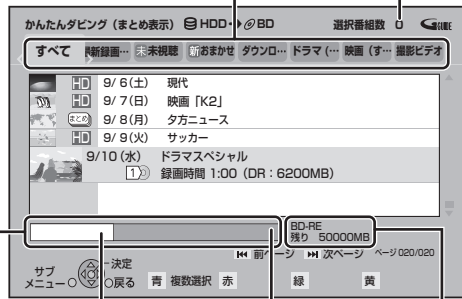 かんたんダビング（まとめ表示） HDD BD 選択番組数 0 GGUIDE
すべて 新録画… 未未視聴 新おまかせ ダウンロ… ドラマ（… 映画（す… 撮影ビデオ
HD 9/ 6(土) 現代
HD 9/ 7(日) 映画「K2」
まとめ 9/ 8(月) 夕方ニュース
HD 9/ 9(火) サッカー
9/10(水) ドラマスペシャル
1 録画時間 1:00（DR：6200MB）
BD-RE
残り 50000MB
前ページ 次ページ ページ 020/020
サブメニュー 決定 戻る 青 複数選択 赤 緑 黄